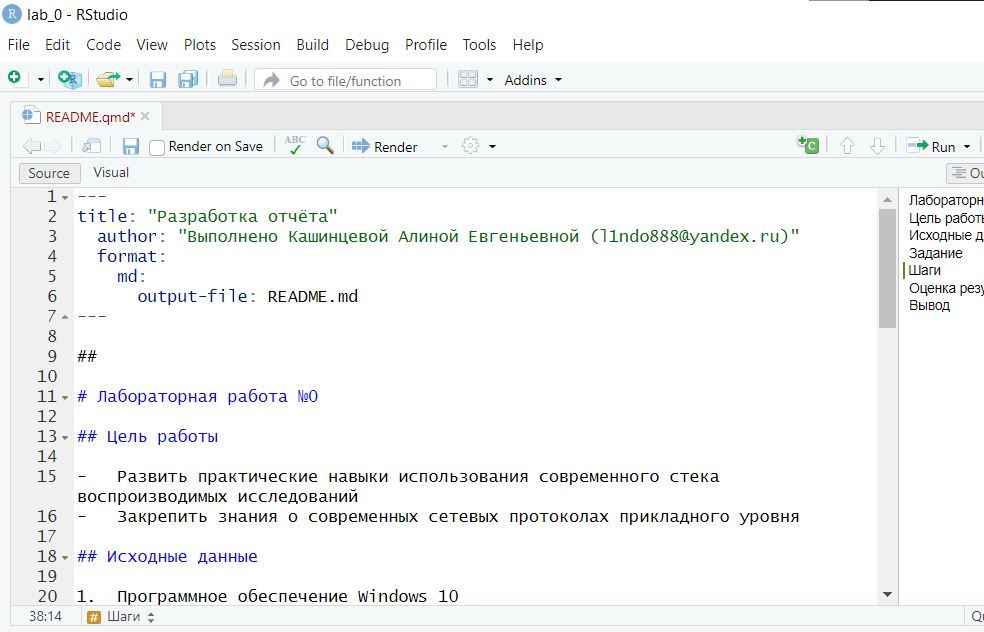 R lab_0 - RStudio
File Edit Code View Plots Session Build Debug Profile Tools Help
Go to file/function Addins
README.qmd*
Render on Save ABC Render Run
Source Visual
1 ---
2 title: "Разработка отчёта"
3 author: "Выполнено Кашинцевой Алиной Евгеньевной (l1ndo888@yandex.ru)"
4 format:
5 md:
6 output-file: README.md
7 ---
8
9 ##
10
11 # Лабораторная работа №0
12
13 ## Цель работы
14
15 - Развить практические навыки использования современного стека
воспроизводимых исследований
16 - Закрепить знания о современных сетевых протоколах прикладного уровня
17
18 ## Исходные данные
19
20 1. Программное обеспечение Windows 10
38:14 # Шаги
Цель
Исходные
Задание
Шаги
Оценка
Вывод